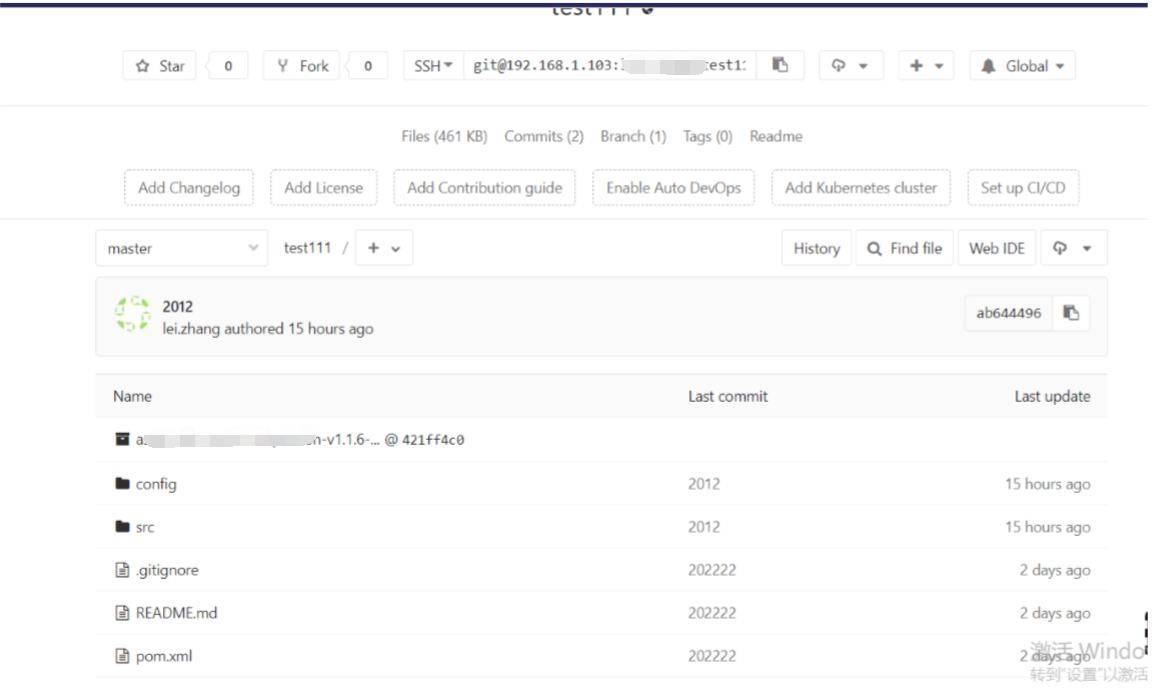 test111
Star 0 Fork 0 SSH git@192.168.1.103: test11 Global
Files (461 KB) Commits (2) Branch (1) Tags (0) Readme
Add Changelog Add License Add Contribution guide Enable Auto DevOps Add Kubernetes cluster Set up CI/CD
master test111 / + History Find file Web IDE
2012
lei.zhang authored 15 hours ago
ab644496
Name Last commit Last update
n-v1.1.6-... @ 421ff4c0
config 2012 15 hours ago
src 2012 15 hours ago
.gitignore 202222 2 days ago
README.md 202222 2 days ago
pom.xml 202222 2 days ago
激活 Windo
转到"设置"以激活